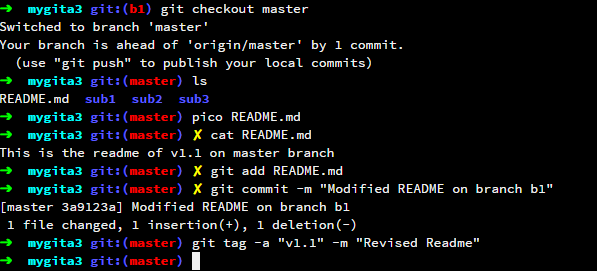 ➜ mygita3 git:(b1) git checkout master
Switched to branch 'master'
Your branch is ahead of 'origin/master' by 1 commit.
  (use "git push" to publish your local commits)
➜ mygita3 git:(master) ls
README.md sub1 sub2 sub3
➜ mygita3 git:(master) pico README.md
➜ mygita3 git:(master) ✗ cat README.md
This is the readme of v1.1 on master branch
➜ mygita3 git:(master) ✗ git add README.md
➜ mygita3 git:(master) ✗ git commit -m "Modified README on branch b1"
[master 3a9123a] Modified README on branch b1
 1 file changed, 1 insertion(+), 1 deletion(-)
➜ mygita3 git:(master) git tag -a "v1.1" -m "Revised Readme"
➜ mygita3 git:(master)